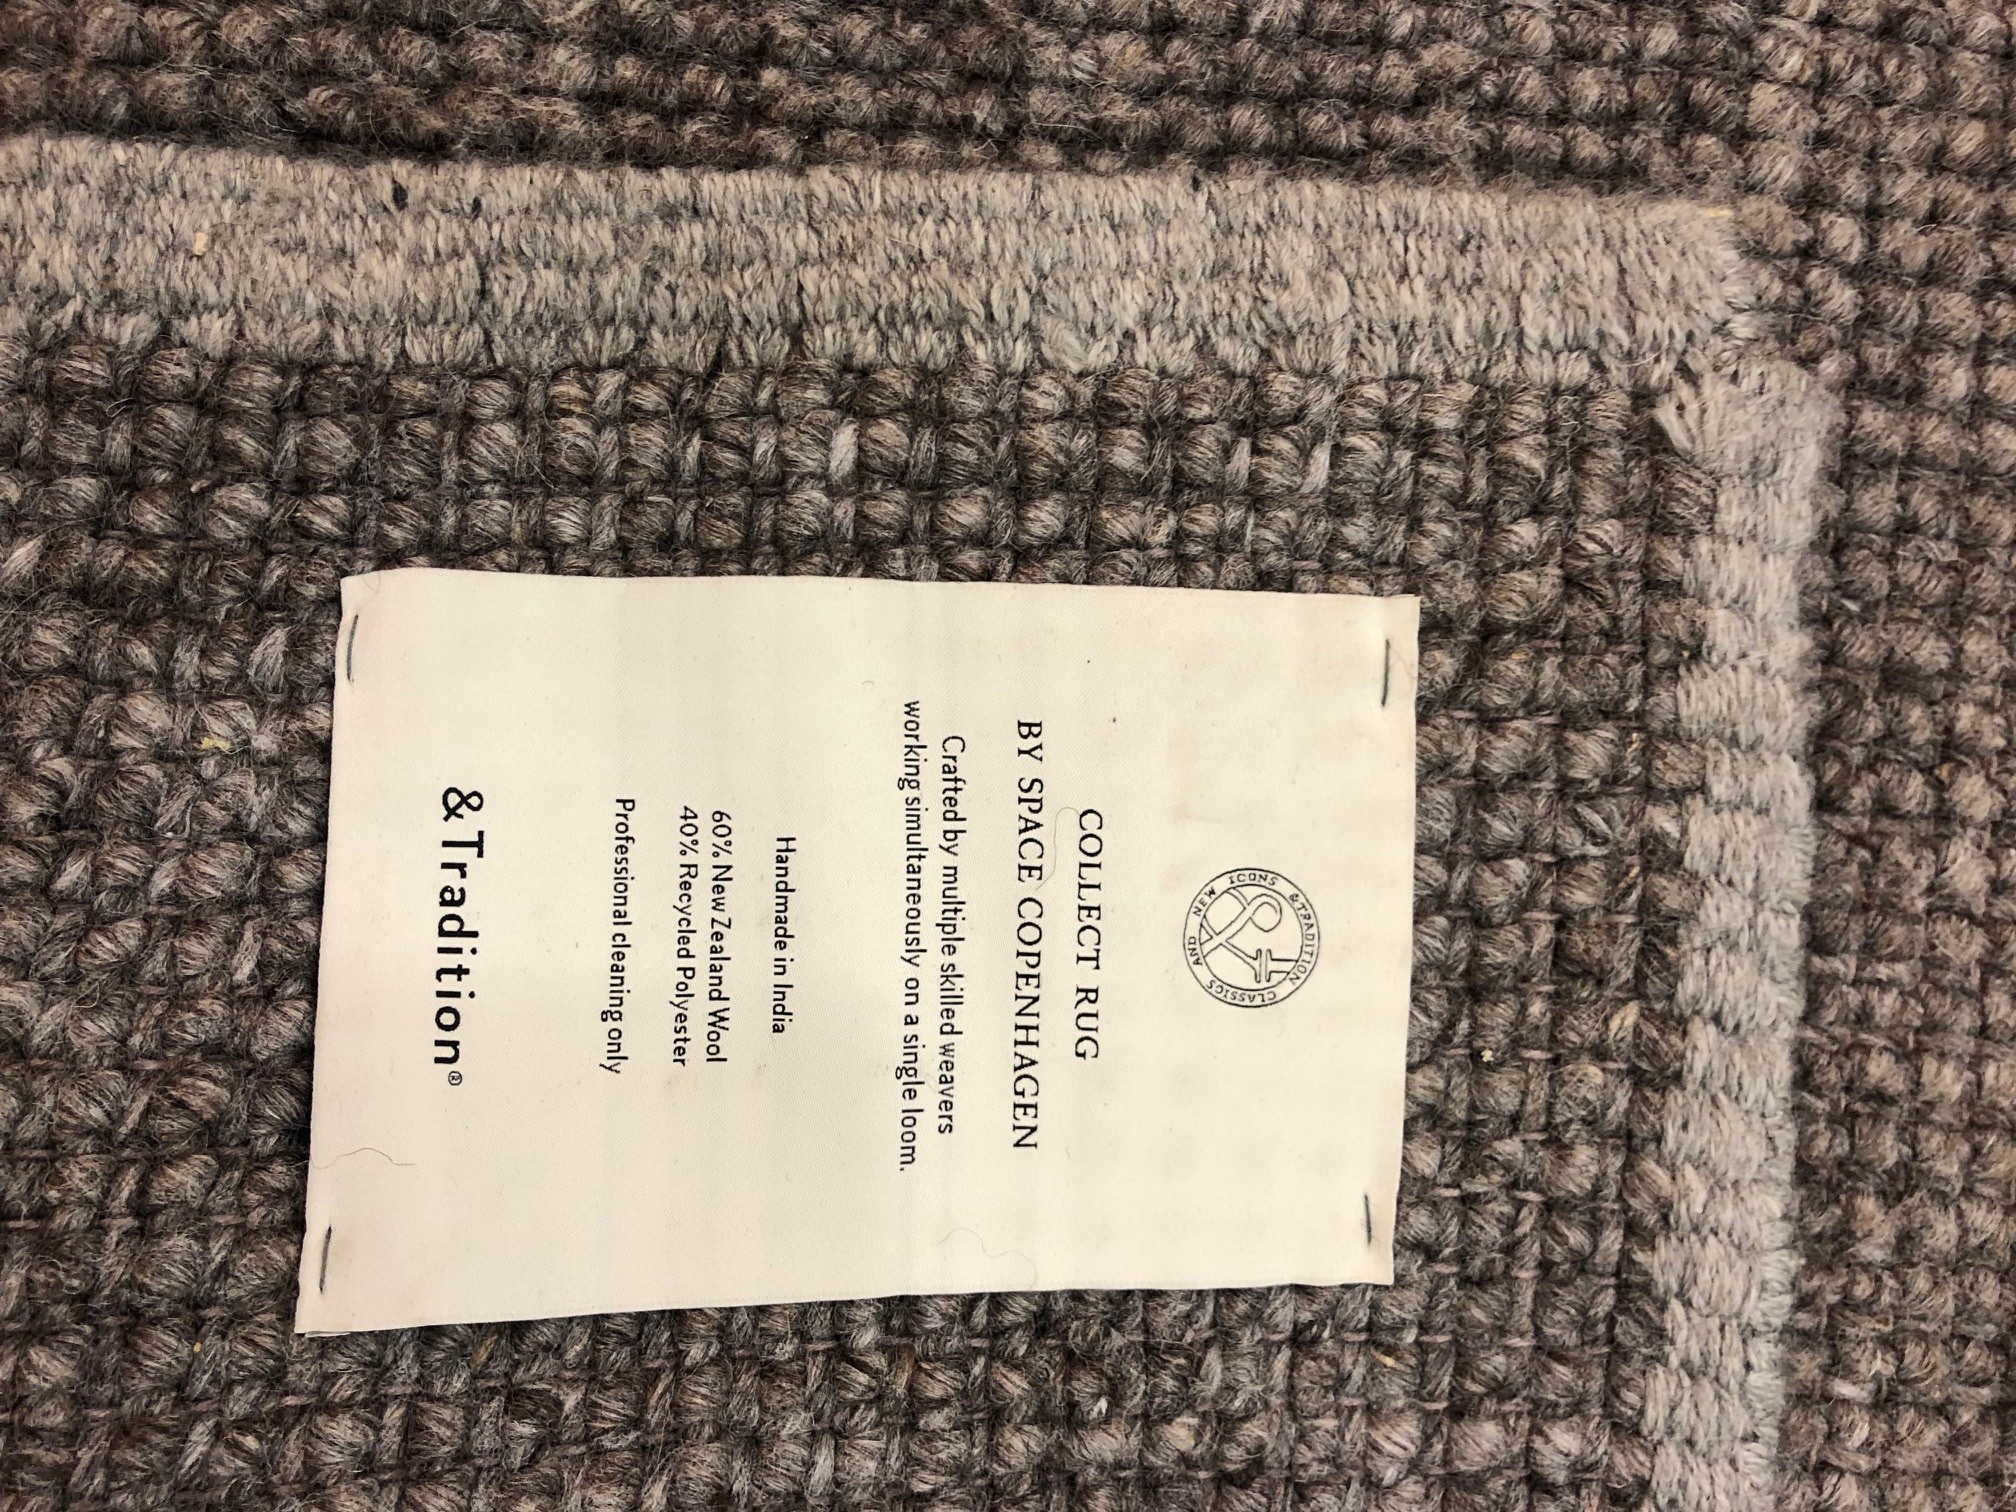 &TRADITION
NEW ICONS
AND CLASSICS
&T
COLLECT RUG
BY SPACE COPENHAGEN
Crafted by multiple skilled weavers
working simultaneously on a single loom.
Handmade in India
60% New Zealand Wool
40% Recycled Polyester
Professional cleaning only
&Tradition®